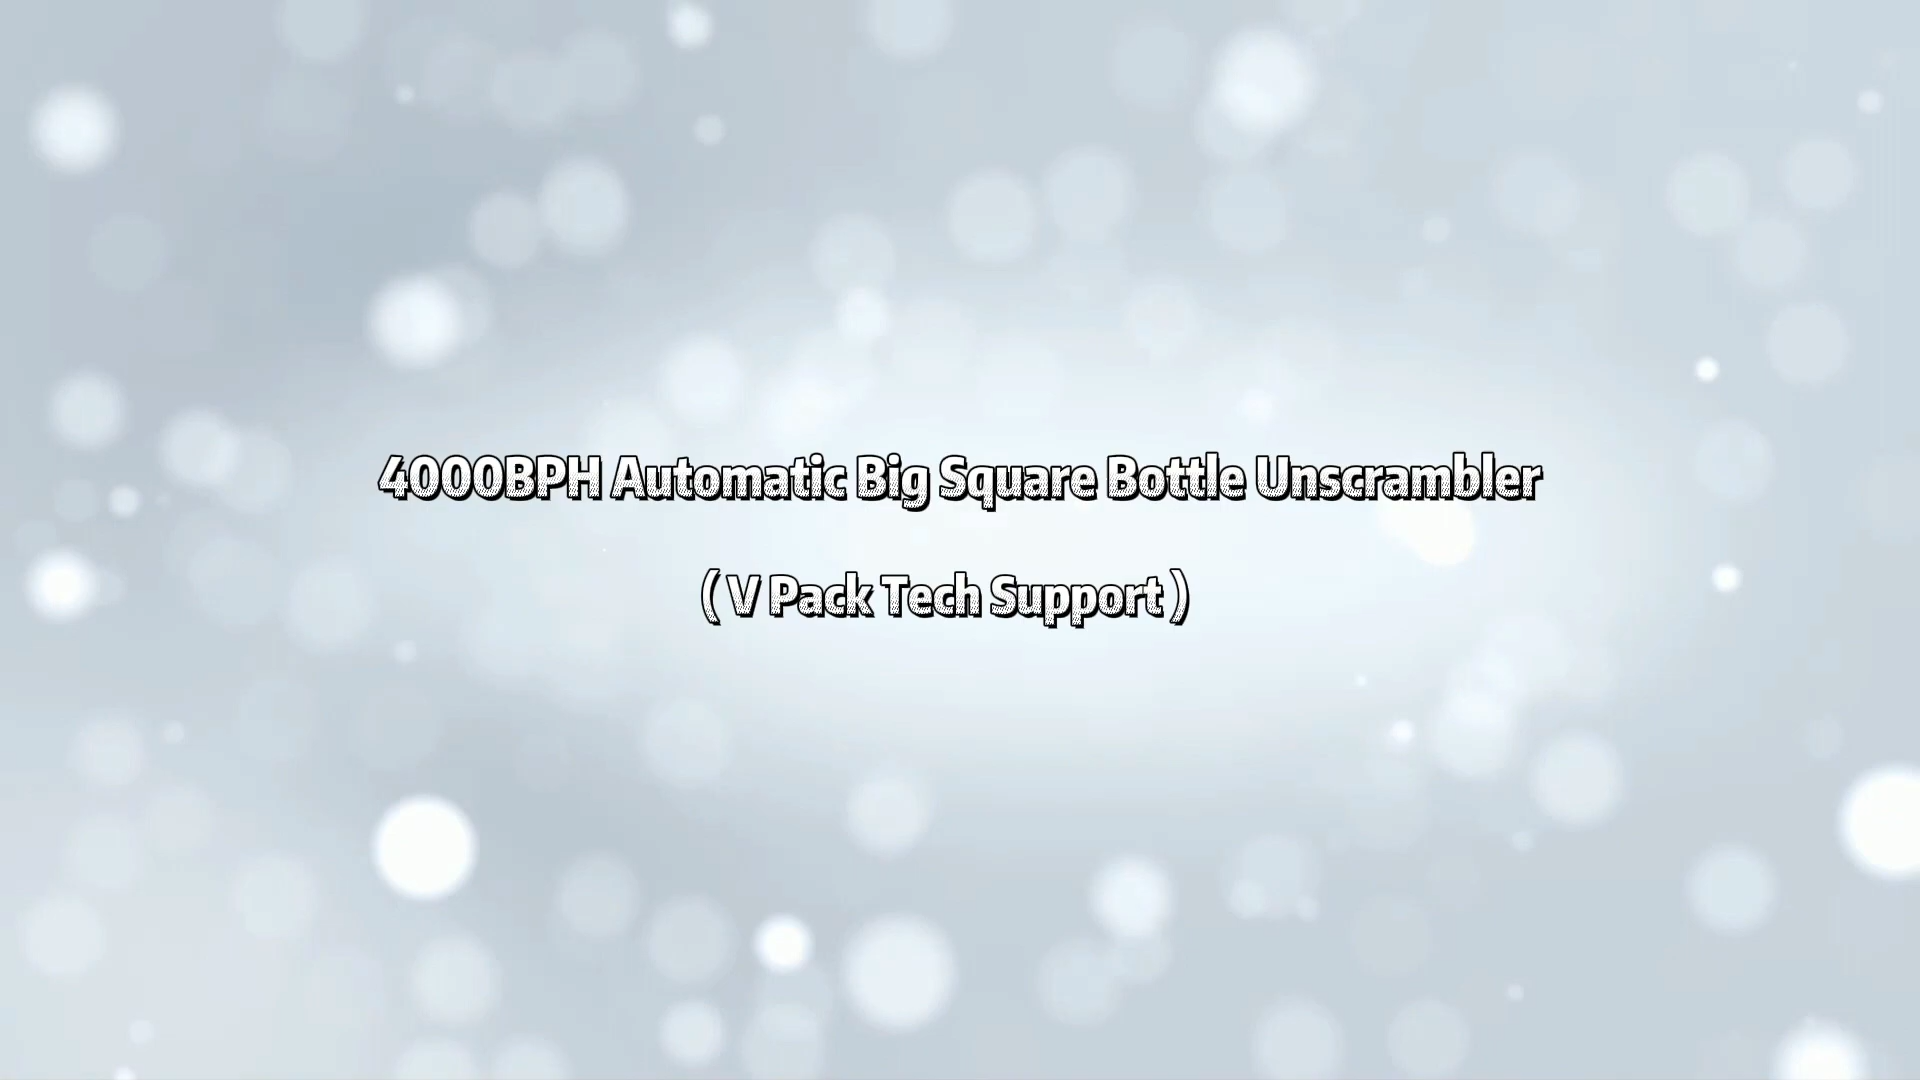 4000BPH Automatic Big Square Bottle Unscrambler
( V Pack Tech Support )